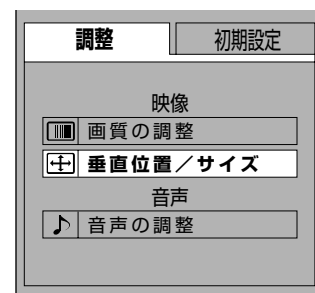 調整 初期設定
映像
画質の調整
垂直位置／サイズ
音声
音声の調整